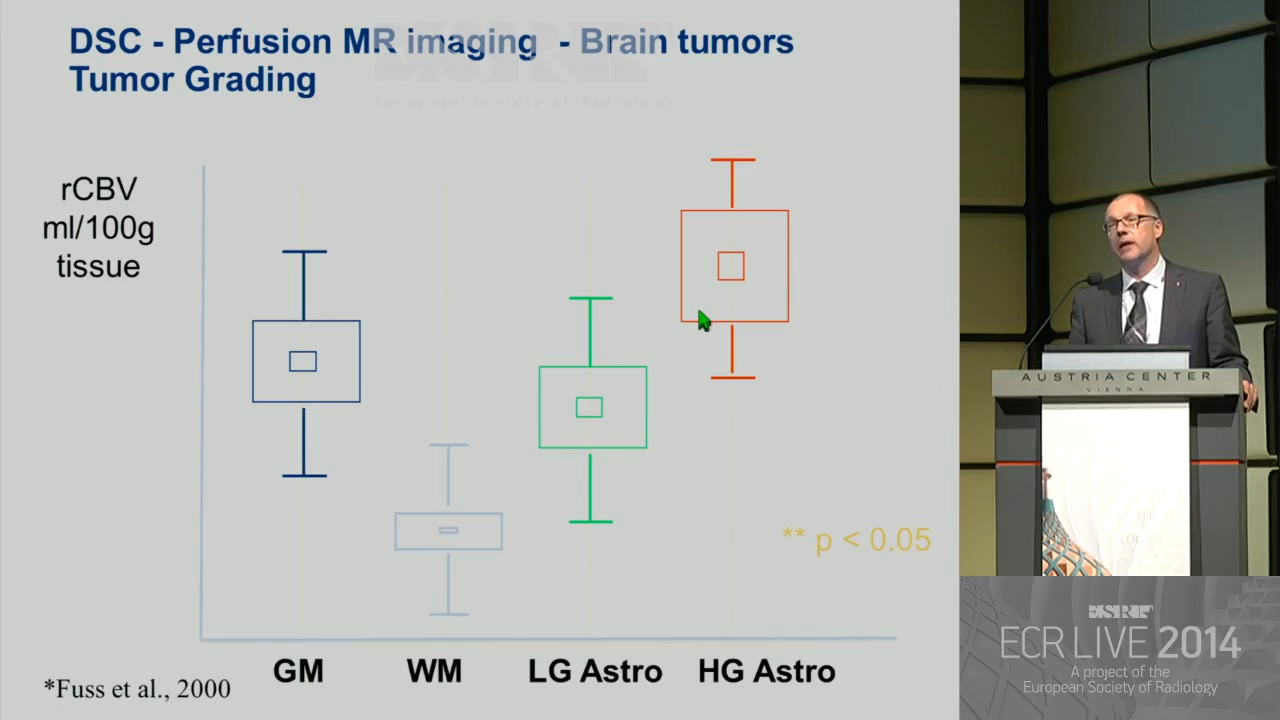 DSC - Perfusion MR imaging - Brain tumors
Tumor Grading
rCBV
ml/100g
tissue
** p < 0.05
GM WM LG Astro HG Astro
*Fuss et al., 2000
AUSTRIA CENTER
VIENNA
ECR LIVE 2014
A project of the
European Society of Radiology